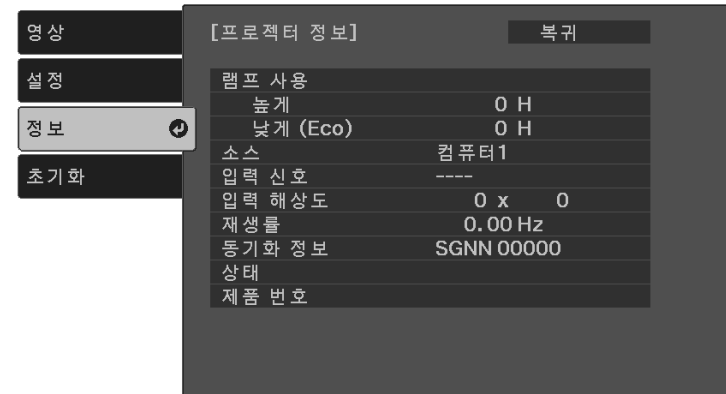 영상
설정
정보
초기화
[프로젝터 정보] 복귀
램프 사용
높게 0 H
낮게 (Eco) 0 H
소스 컴퓨터1
입력 신호 ----
입력 해상도 0 x 0
재생률 0.00 Hz
동기화 정보 SGNN 00000
상태
제품 번호